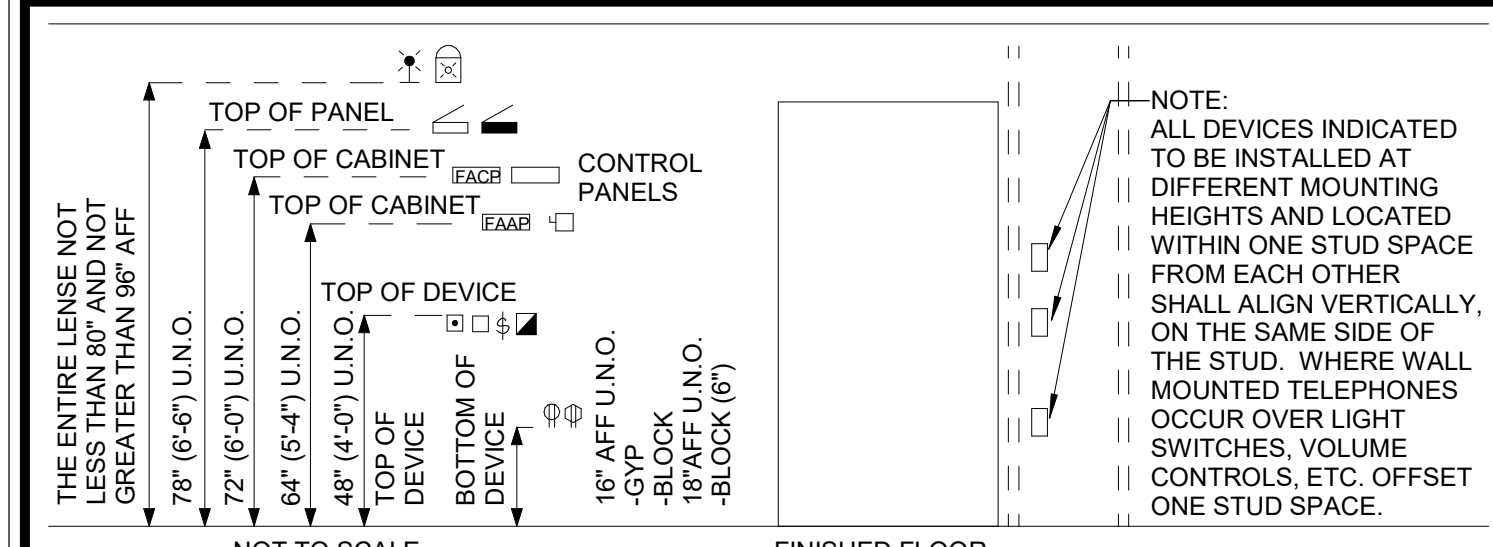 TOP OF PANEL
TOP OF CABINET
FACP
CONTROL
PANELS
TOP OF CABINET
FAAP
TOP OF DEVICE
$
THE ENTIRE LENSE NOT
LESS THAN 80" AND NOT
GREATER THAN 96" AFF
78" (6'-6") U.N.O.
72" (6'-0") U.N.O.
64" (5'-4") U.N.O.
48" (4'-0") U.N.O.
TOP OF
DEVICE
BOTTOM OF
DEVICE
16" AFF U.N.O.
-GYP
-BLOCK
18"AFF U.N.O.
-BLOCK (6")
NOTE:
ALL DEVICES INDICATED
TO BE INSTALLED AT
DIFFERENT MOUNTING
HEIGHTS AND LOCATED
WITHIN ONE STUD SPACE
FROM EACH OTHER
SHALL ALIGN VERTICALLY,
ON THE SAME SIDE OF
THE STUD.  WHERE WALL
MOUNTED TELEPHONES
OCCUR OVER LIGHT
SWITCHES, VOLUME
CONTROLS, ETC. OFFSET
ONE STUD SPACE.
NOT TO SCALE
FINISHED FLOOR